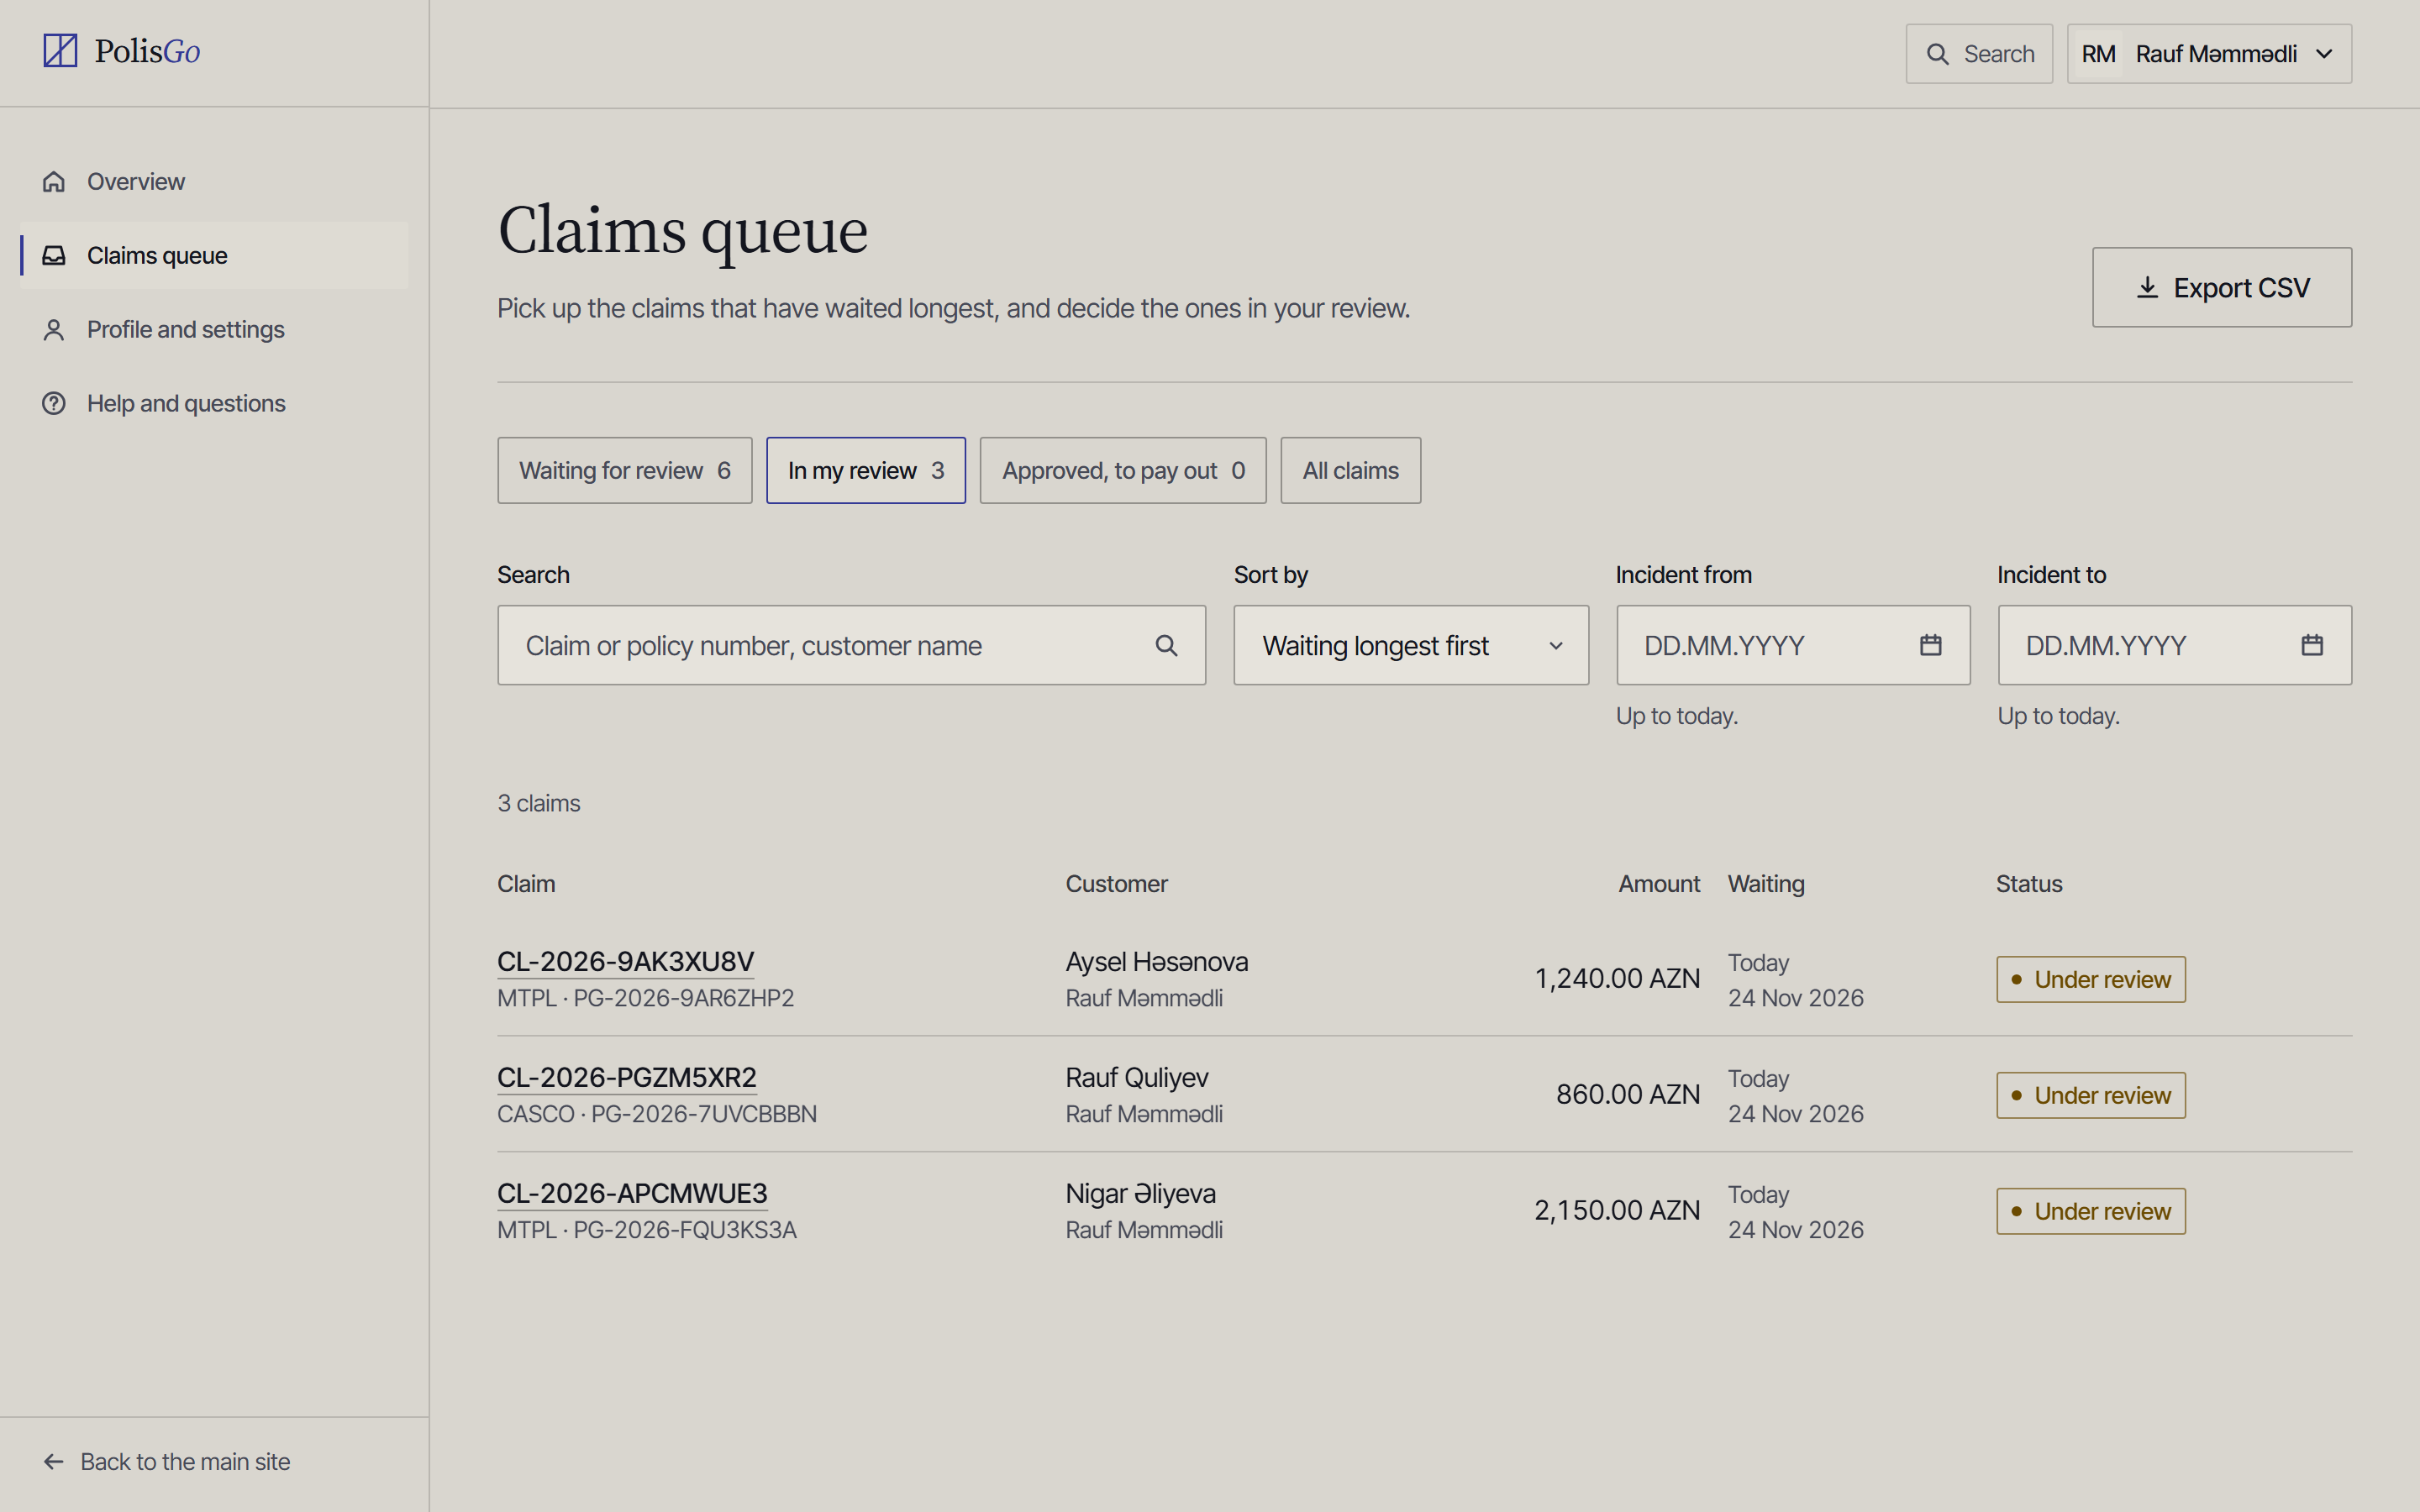 PolisGo
Search
RM Rauf Məmmədli
Overview
Claims queue
Profile and settings
Help and questions
Back to the main site
Claims queue
Pick up the claims that have waited longest, and decide the ones in your review.
Export CSV
Waiting for review 6
In my review 3
Approved, to pay out 0
All claims
Search
Claim or policy number, customer name
Sort by
Waiting longest first
Incident from
DD.MM.YYYY
Up to today.
Incident to
DD.MM.YYYY
Up to today.
3 claims
Claim Customer Amount Waiting Status
CL-2026-9AK3XU8V Aysel Həsənova 1,240.00 AZN Today Under review
MTPL · PG-2026-9AR6ZHP2 Rauf Məmmədli 24 Nov 2026
CL-2026-PGZM5XR2 Rauf Quliyev 860.00 AZN Today Under review
CASCO · PG-2026-7UVCBBBN Rauf Məmmədli 24 Nov 2026
CL-2026-APCMWUE3 Nigar Əliyeva 2,150.00 AZN Today Under review
MTPL · PG-2026-FQU3KS3A Rauf Məmmədli 24 Nov 2026